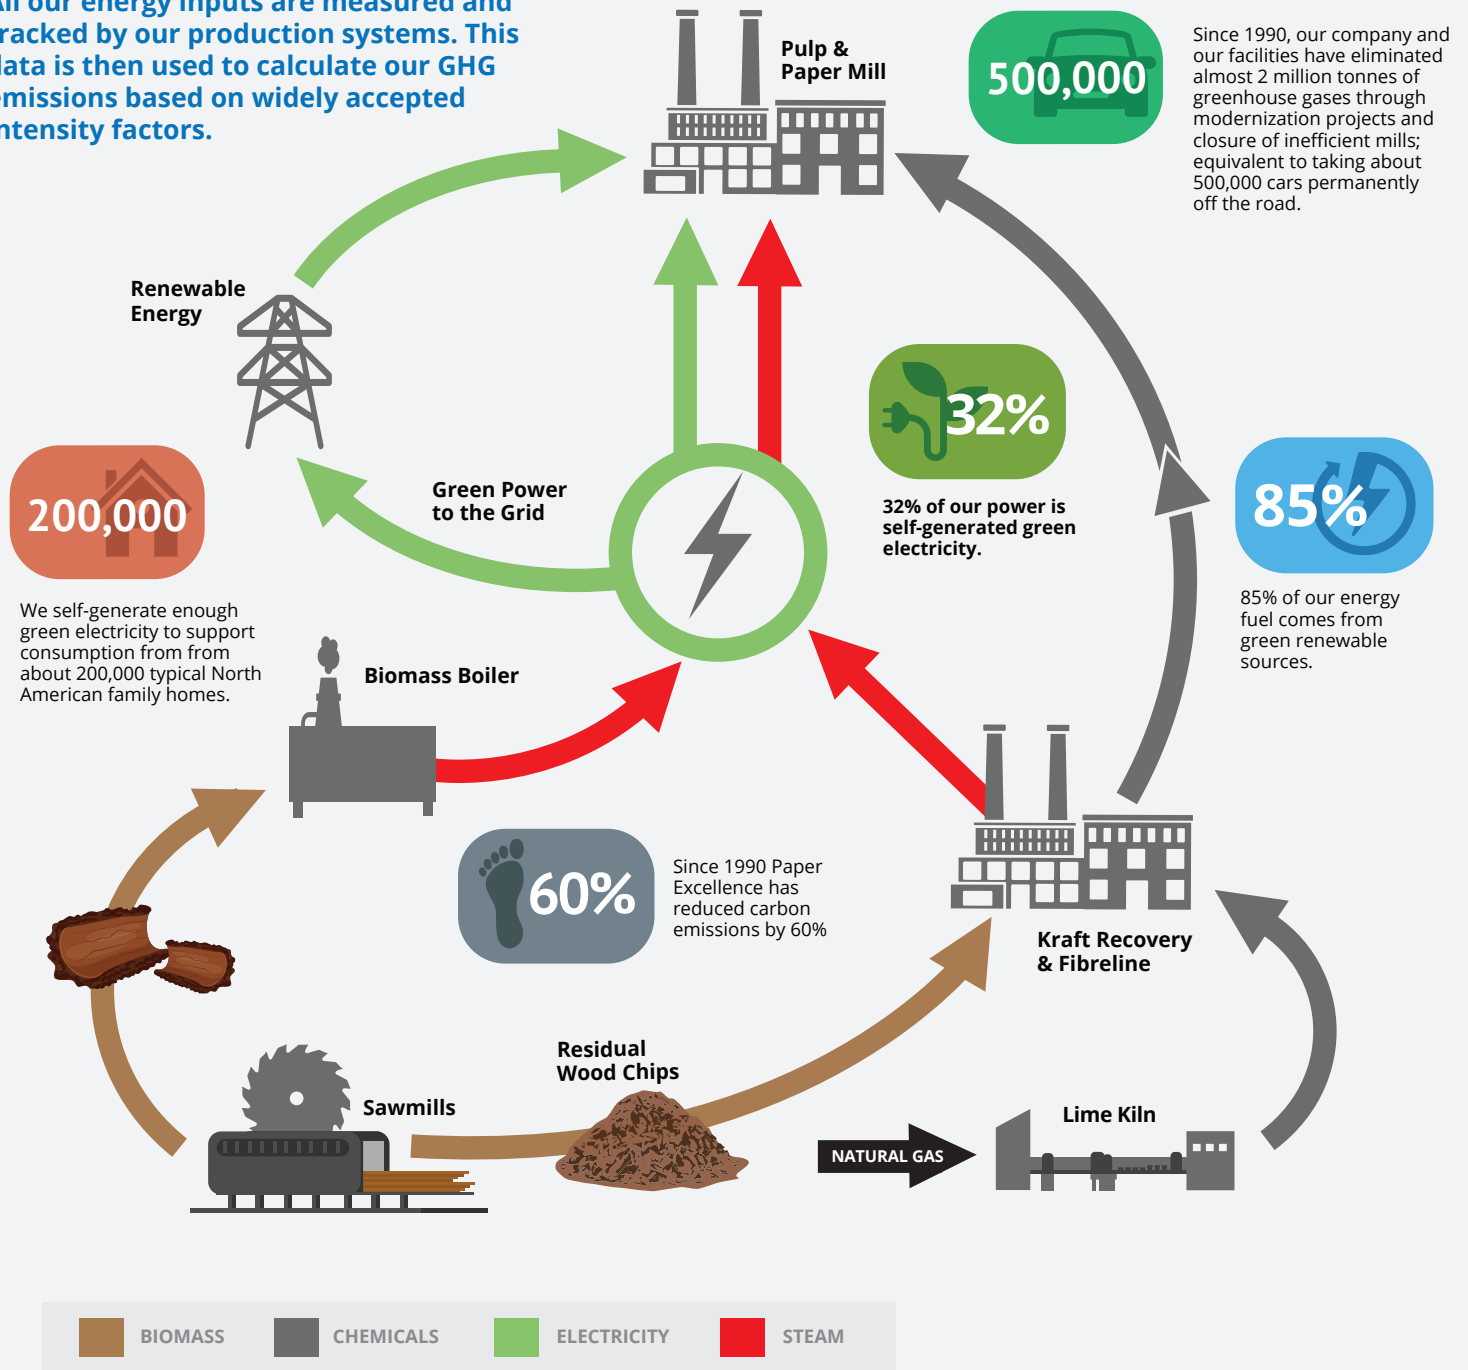 All our energy inputs are measured and
tracked by our production systems. This
data is then used to calculate our GHG
emissions based on widely accepted
intensity factors.
Pulp &
Paper Mill
500,000
Since 1990, our company and
our facilities have eliminated
almost 2 million tonnes of
greenhouse gases through
modernization projects and
closure of inefficient mills;
equivalent to taking about
500,000 cars permanently
off the road.
Renewable
Energy
32%
32% of our power is
self-generated green
electricity.
Green Power
to the Grid
200,000
We self-generate enough
green electricity to support
consumption from from
about 200,000 typical North
American family homes.
85%
85% of our energy
fuel comes from
green renewable
sources.
Biomass Boiler
60%
Since 1990 Paper
Excellence has
reduced carbon
emissions by 60%
Kraft Recovery
& Fibreline
Residual
Wood Chips
Sawmills
Lime Kiln
NATURAL GAS
BIOMASS
CHEMICALS
ELECTRICITY
STEAM